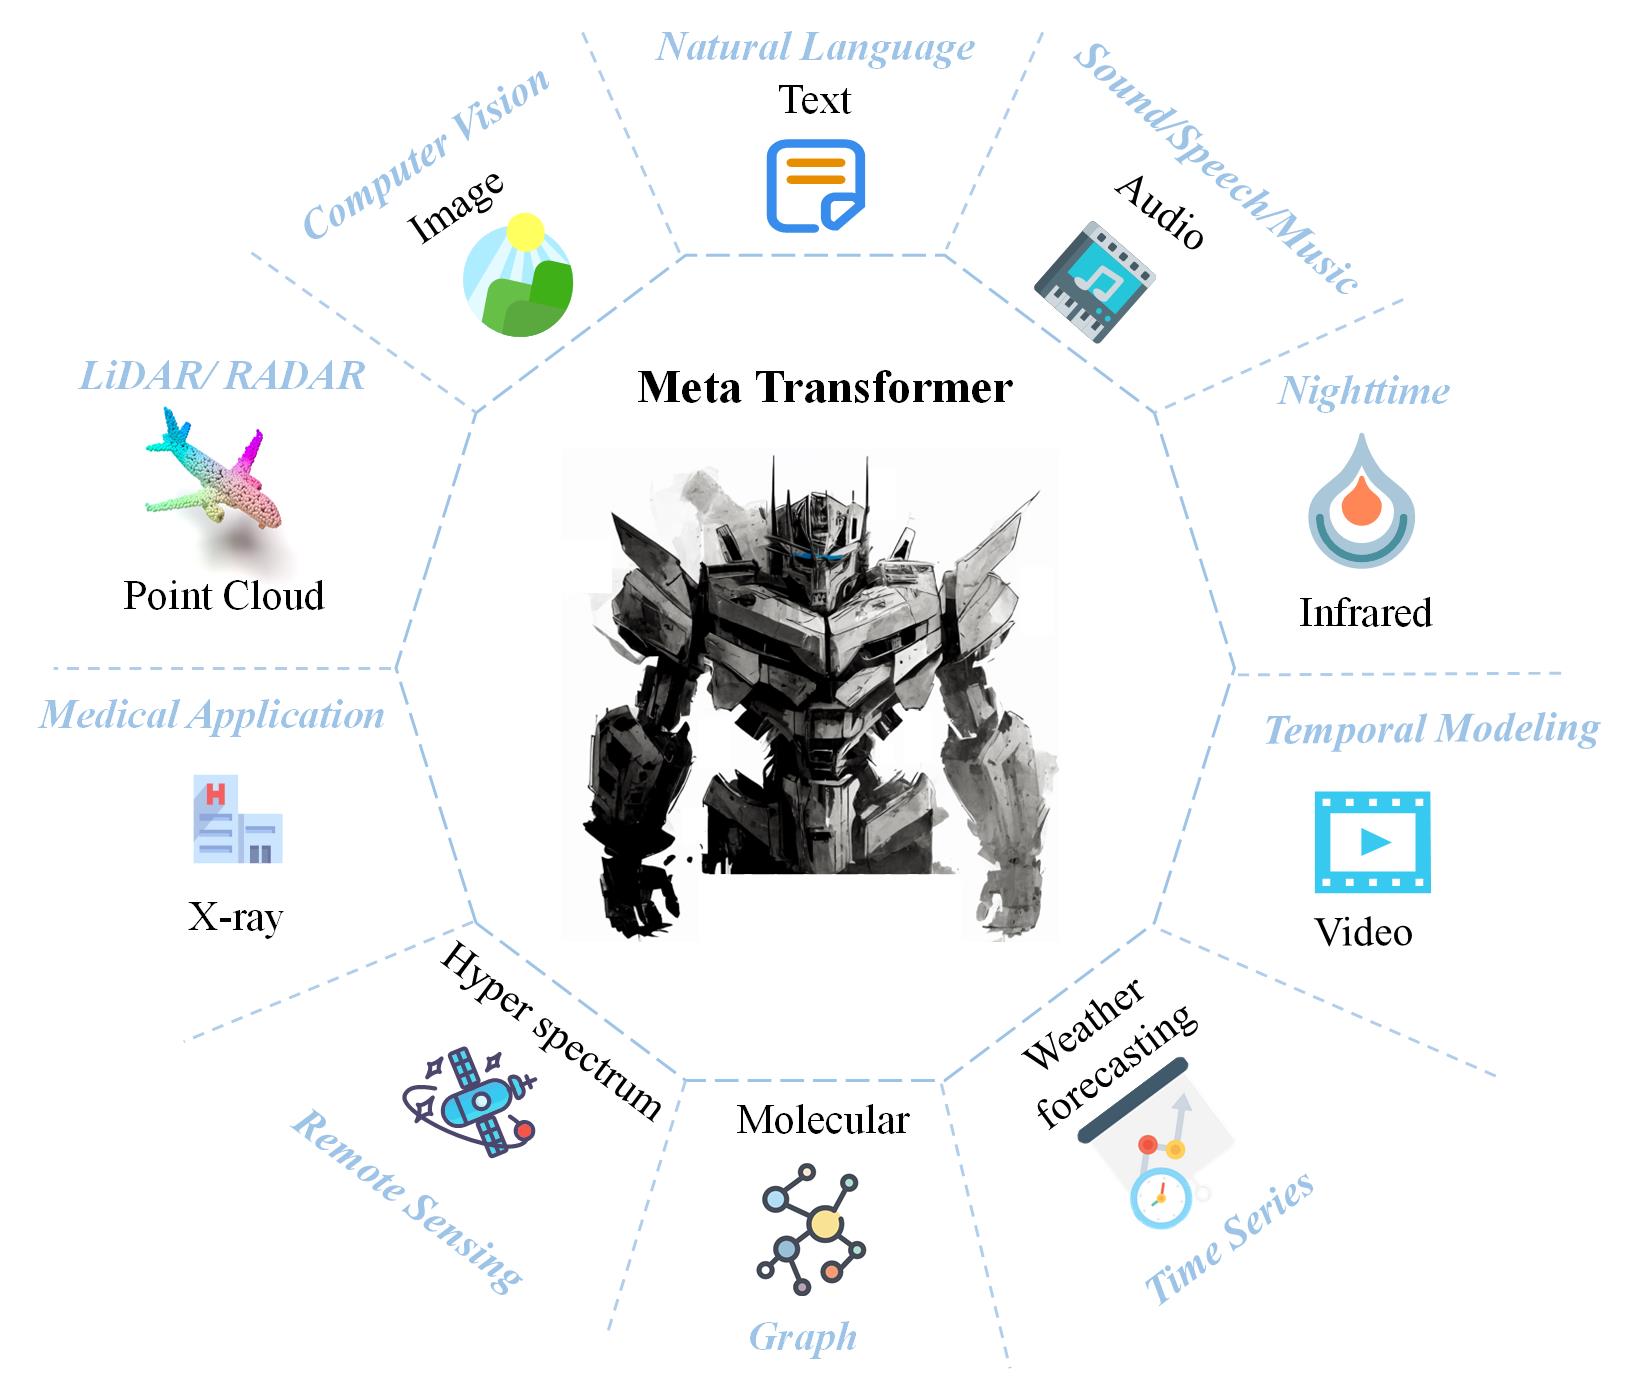 Natural Language
Text
Sound/Speech/Music
Audio
Nighttime
Infrared
Temporal Modeling
Video
Weather
forecasting
Time Series
Molecular
Graph
Hyper spectrum
Remote Sensing
Medical Application
H
X-ray
LiDAR/ RADAR
Point Cloud
Computer Vision
Image
Meta Transformer